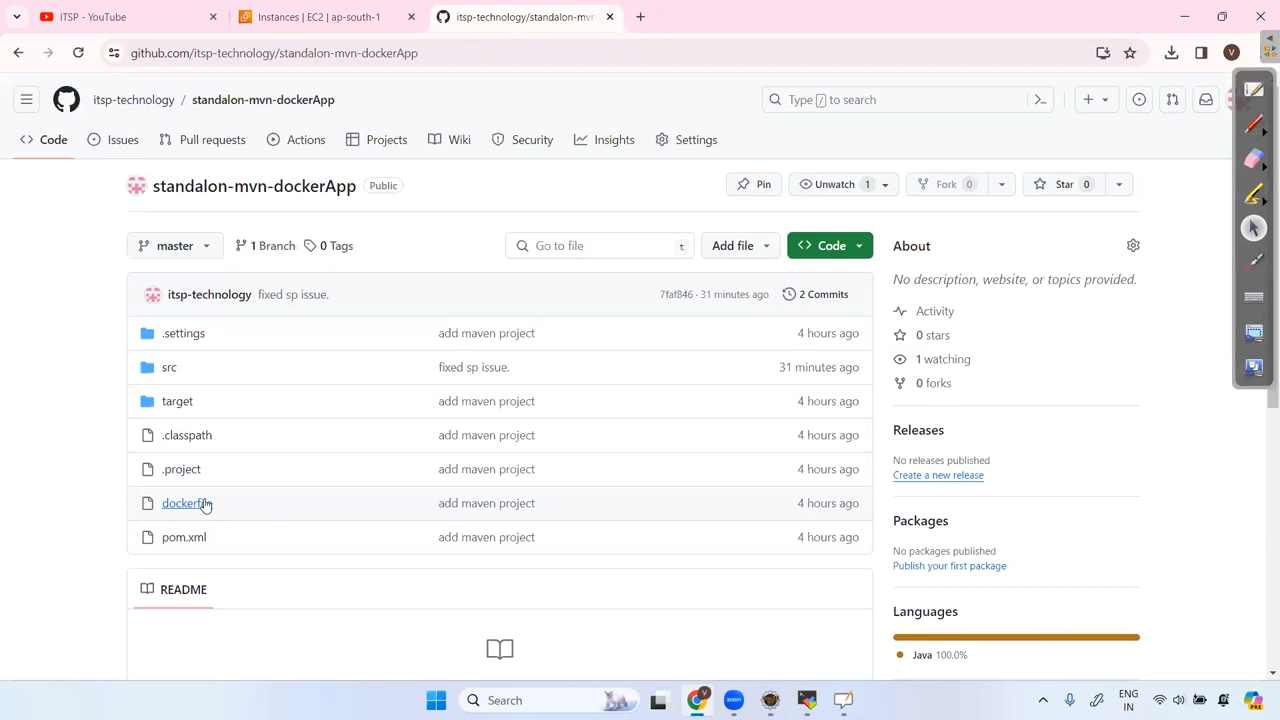 ITSP - YouTube
Instances | EC2 | ap-south-1
itsp-technology/standalon-mvn-
github.com/itsp-technology/standalon-mvn-dockerApp
V
itsp-technology / standalon-mvn-dockerApp
Type / to search
Code
Issues
Pull requests
Actions
Projects
Wiki
Security
Insights
Settings
standalon-mvn-dockerApp
Public
Pin
Unwatch 1
Fork 0
Star 0
master
1 Branch
0 Tags
Go to file
t
Add file
<> Code
About
No description, website, or topics provided.
itsp-technology fixed sp issue.
7faf846 · 31 minutes ago
2 Commits
.settings add maven project 4 hours ago
src fixed sp issue. 31 minutes ago
target add maven project 4 hours ago
.classpath add maven project 4 hours ago
.project add maven project 4 hours ago
dockerfile add maven project 4 hours ago
pom.xml add maven project 4 hours ago
Activity
0 stars
1 watching
0 forks
Releases
No releases published
Create a new release
Packages
No packages published
Publish your first package
Languages
Java 100.0%
README
Search
zoom
V
ENG
IN
PRE